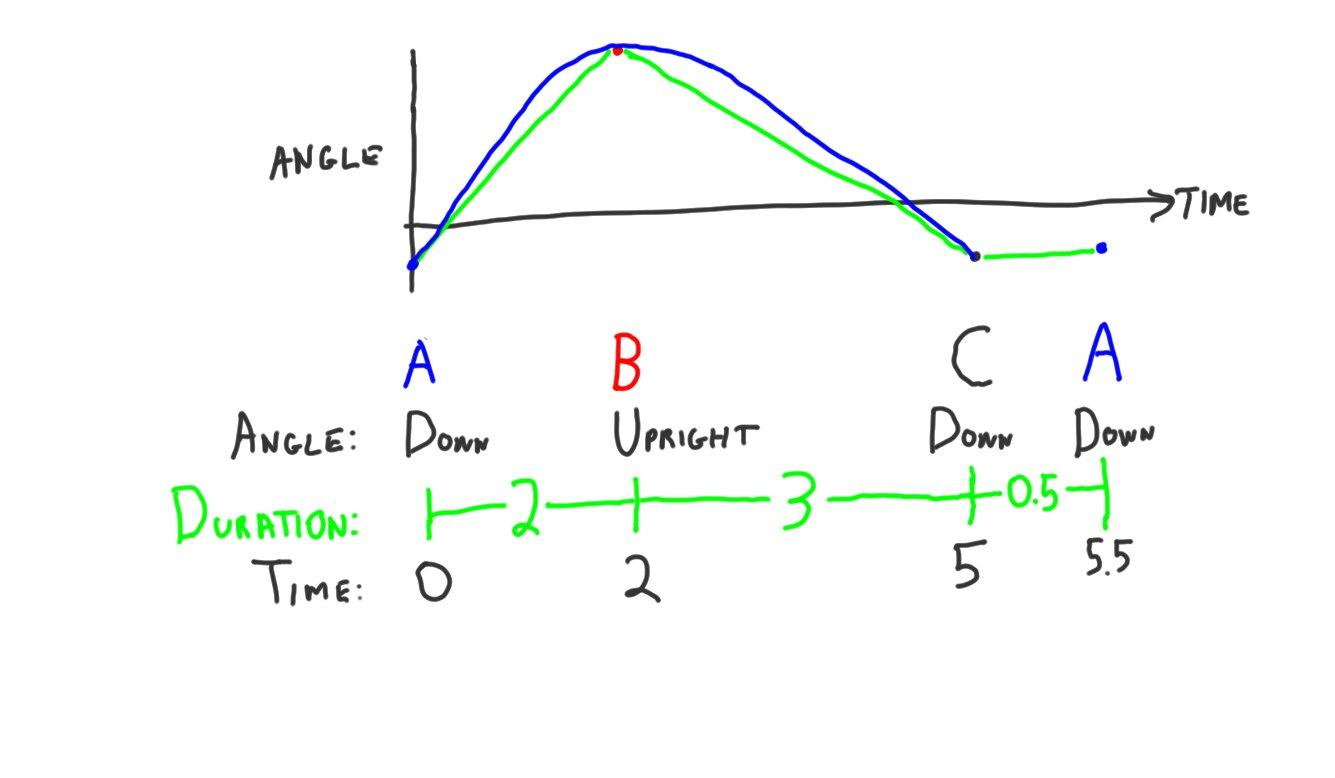 ANGLE
TIME
A B C A
ANGLE: DOWN UPRIGHT DOWN DOWN
DURATION: 2 3 0.5
TIME: 0 2 5 5.5